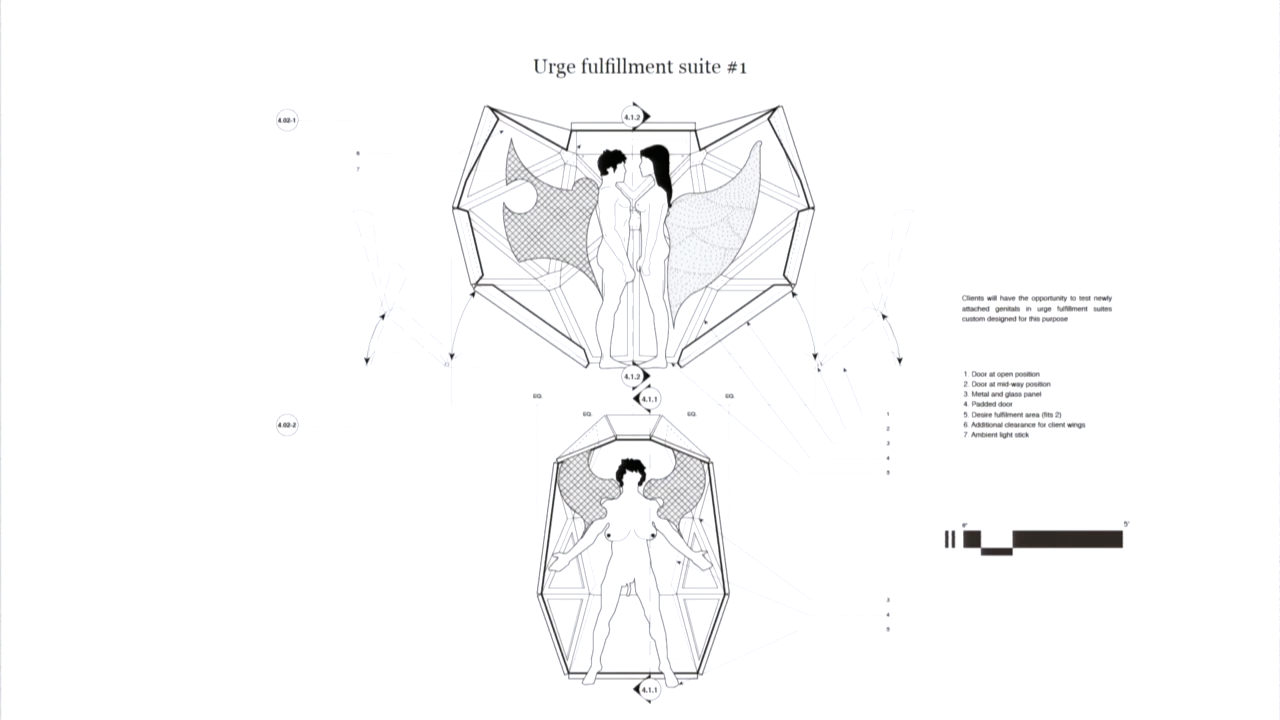 Urge fulfillment suite #1
4.02-1
4.1.2
6
7
Clients will have the opportunity to test newly
attached genitals in urge fulfillment suites
custom designed for this purpose
1. Door at open position
2. Door at mid-way position
3. Metal and glass panel
4. Padded door
5. Desire fulfilment area (fits 2)
6. Additional clearance for client wings
7. Ambient light stick
4.1.2
4.1.1
EQ.
EQ.
EQ.
EQ.
4.02-2
1
2
3
4
5
0'
5'
3
4
5
4.1.1